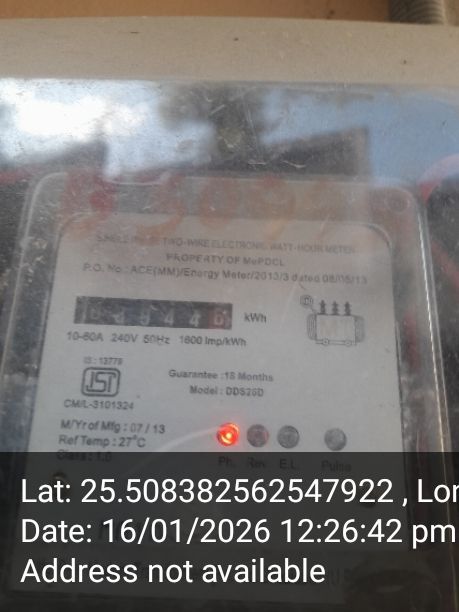 SINGLE PHASE TWO-WIRE ELECTRONIC WATT-HOUR METER
PROPERTY OF MePDCL
P.O. No.: ACE(MM)/Energy Meter/2013/3 dated 08/05/13
kWh
10-60A 240V 50Hz 1600 Imp/kWh
IS : 13779
ISI
Guarantee : 18 Months
CM/L-3101324
Model : DDS26D
M/Yr of Mfg : 07 / 13
Ref Temp : 27°C
Class : 1.0
Ph. Rev. E.L. Pulse
Lat: 25.508382562547922 , Lon
Date: 16/01/2026 12:26:42 pm
Address not available